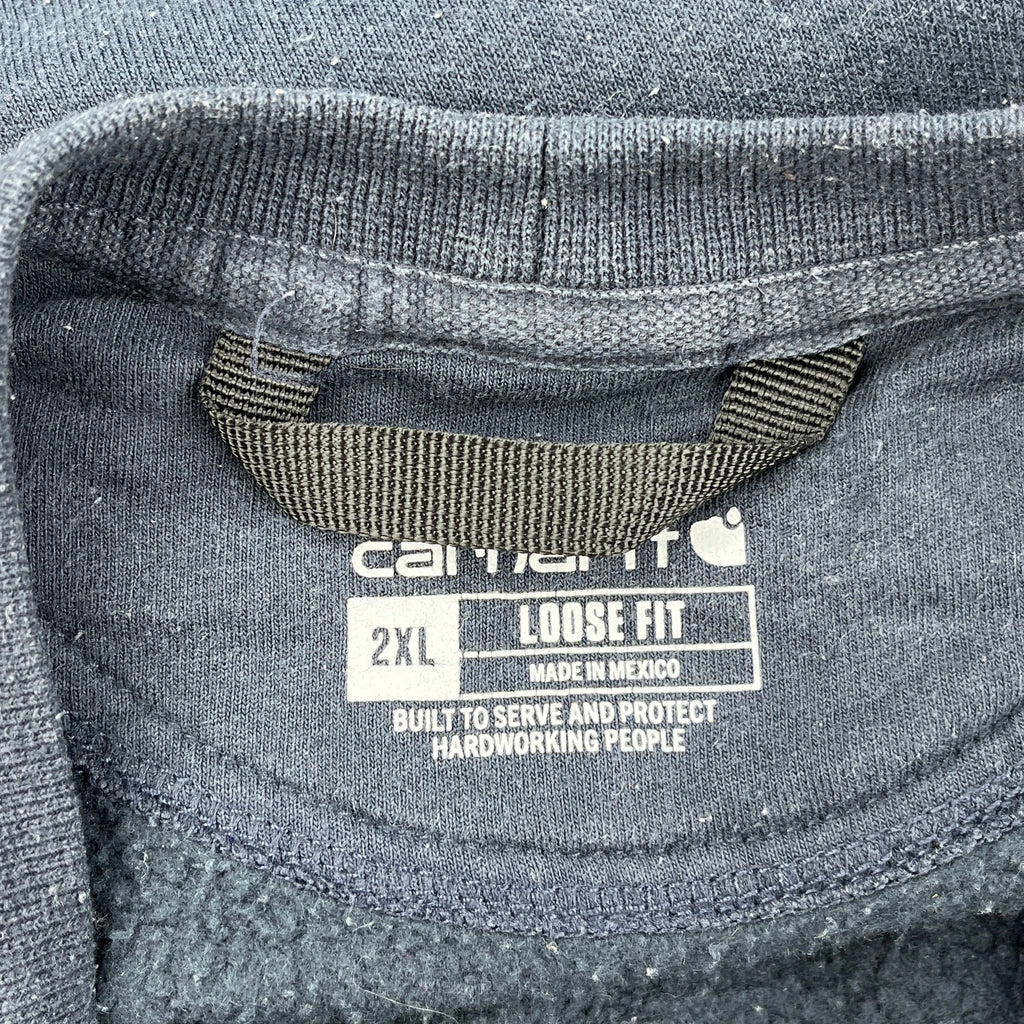 carhartt
2XL
LOOSE FIT
MADE IN MEXICO
BUILT TO SERVE AND PROTECT
HARDWORKING PEOPLE